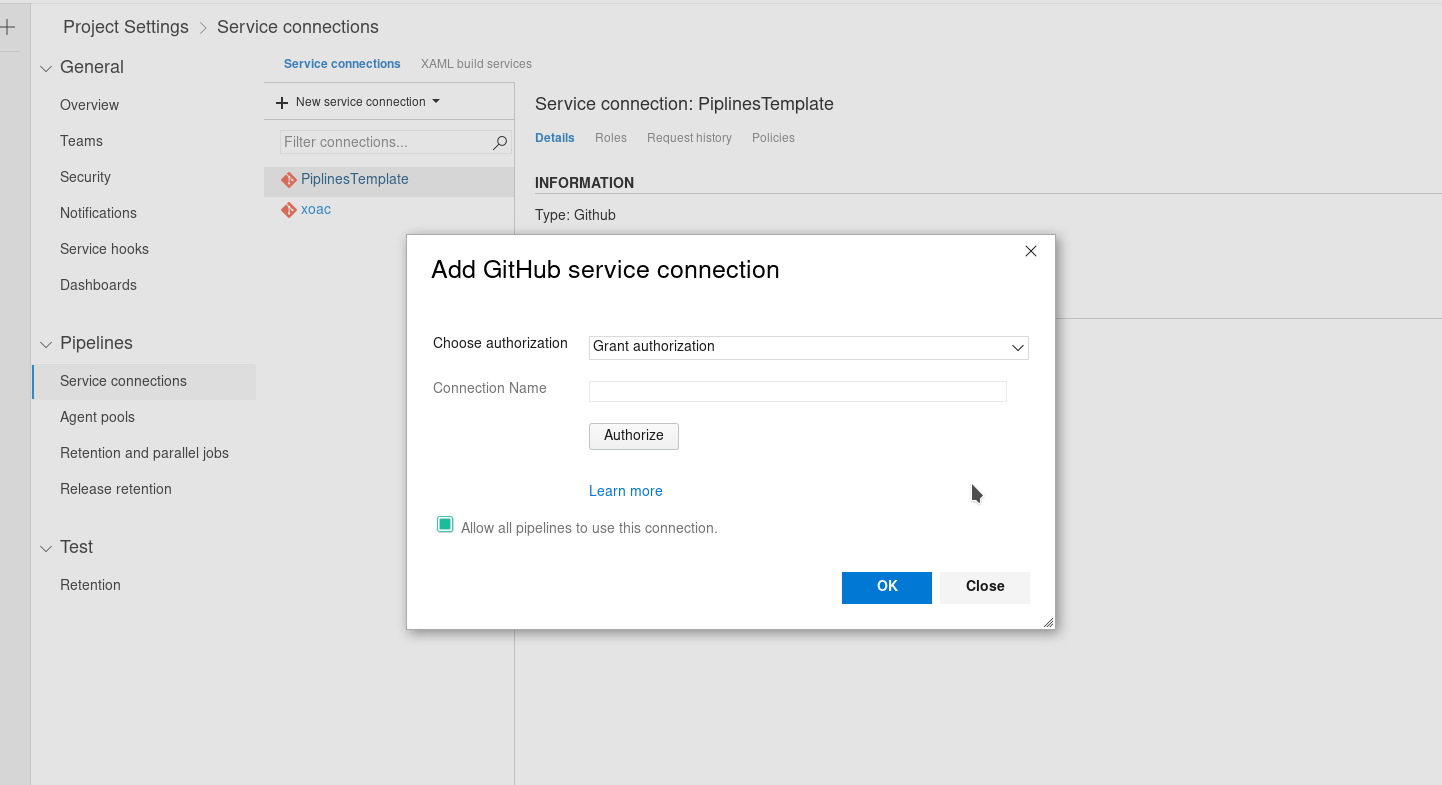 Project Settings > Service connections
General
Overview
Teams
Security
Notifications
Service hooks
Dashboards
Pipelines
Service connections
Agent pools
Retention and parallel jobs
Release retention
Test
Retention
Service connections XAML build services
New service connection
Filter connections...
PiplinesTemplate
xoac
Service connection: PiplinesTemplate
Details Roles Request history Policies
INFORMATION
Type: Github
Add GitHub service connection
Choose authorization Grant authorization
Connection Name
Authorize
Learn more
Allow all pipelines to use this connection.
OK Close